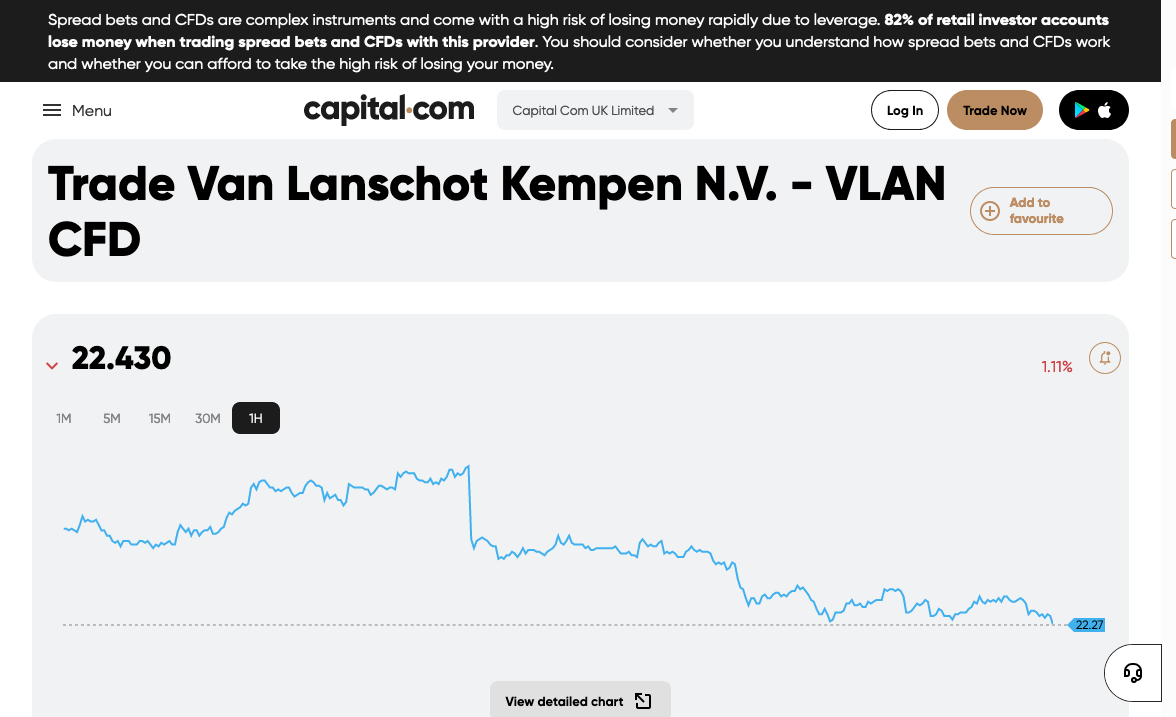 Spread bets and CFDs are complex instruments and come with a high risk of losing money rapidly due to leverage. 82% of retail investor accounts
lose money when trading spread bets and CFDs with this provider. You should consider whether you understand how spread bets and CFDs work
and whether you can afford to take the high risk of losing your money.
Menu
capital.com
Capital Com UK Limited
Log In
Trade Now
Trade Van Lanschot Kempen N.V. - VLAN
CFD
Add to
favourite
22.430
1.11%
1M 5M 15M 30M 1H
22.27
View detailed chart